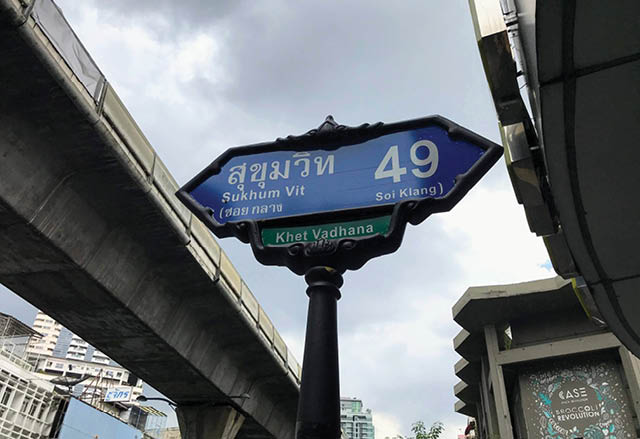 สุขุมวิท 49
Sukhum Vit
(ซอย กลาง Soi Klang)
Khet Vadhana
CASE
BROCCOLI
REVOLUTION